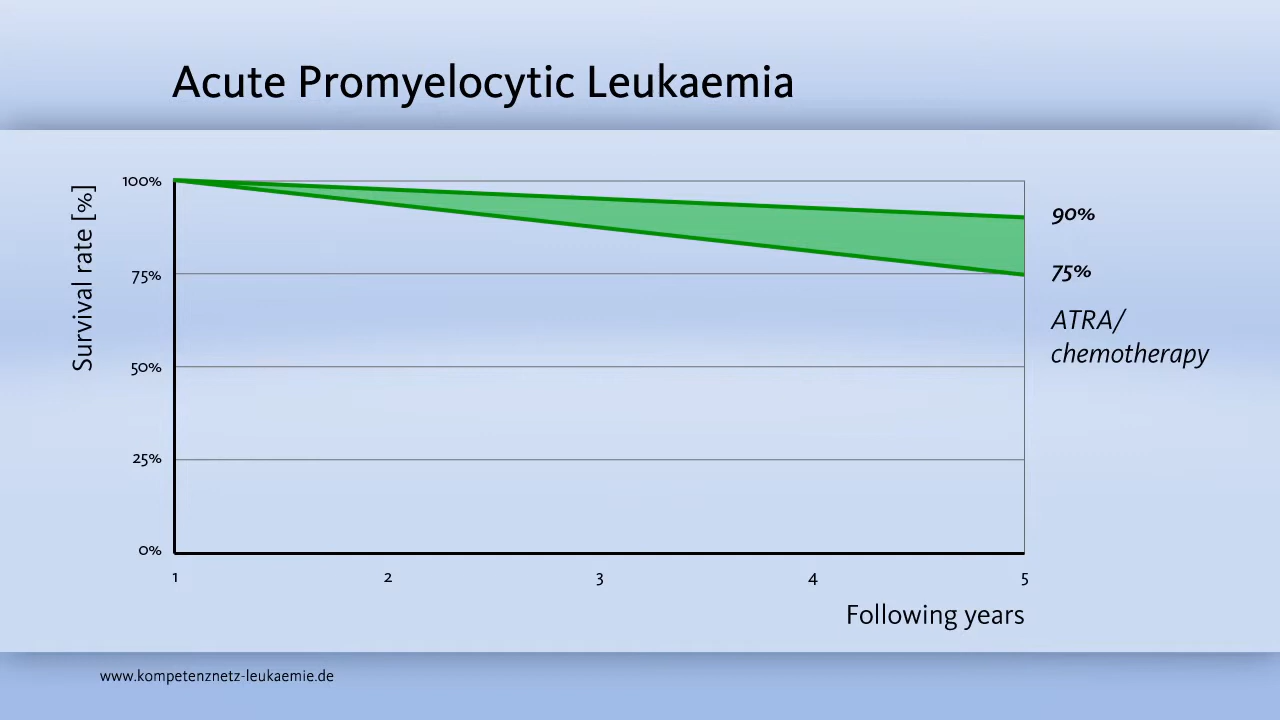 Acute Promyelocytic Leukaemia
Survival rate [%]
100%
75%
50%
25%
0%
1 2 3 4 5
Following years
90%
75%
ATRA/
chemotherapy
www.kompetenznetz-leukaemie.de